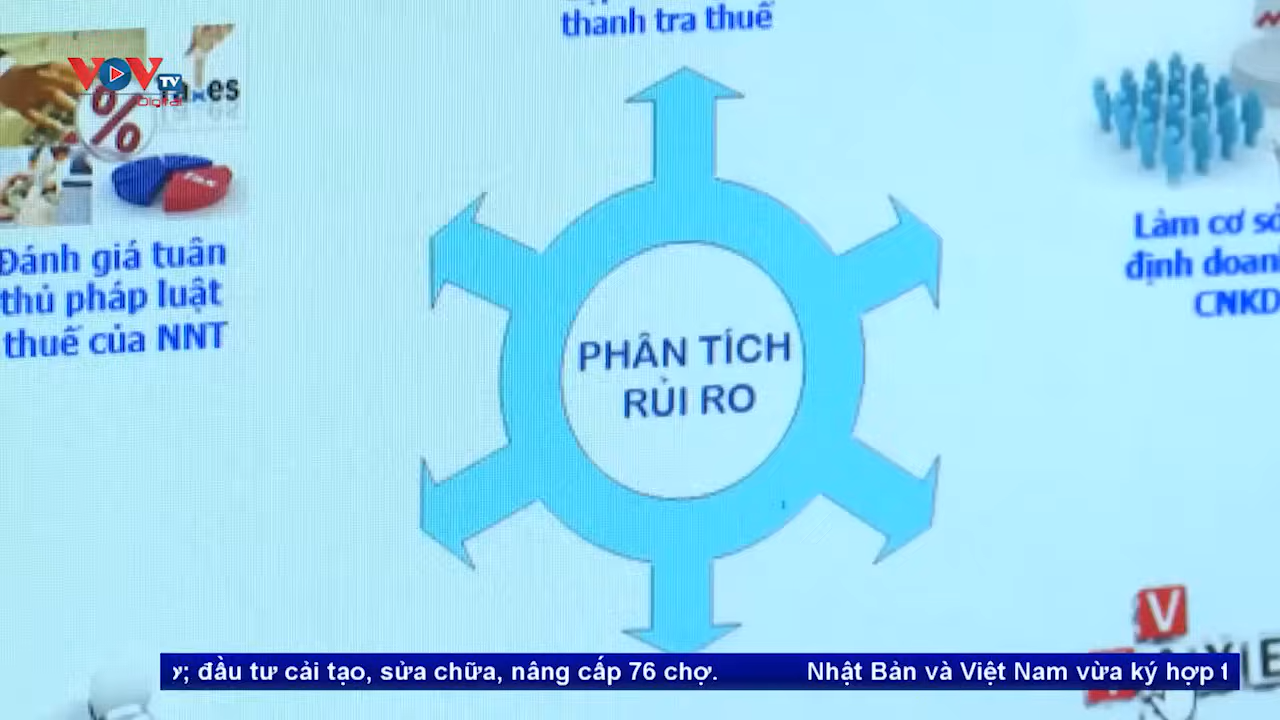 thanh tra thuế
VOV TV
Digital
%
Tax
Đánh giá tuân
thủ pháp luật
thuế của NNT
PHÂN TÍCH
RỦI RO
Làm cơ sở
định doan
CNKD
V
đầu tư cải tạo, sửa chữa, nâng cấp 76 chợ.
Nhật Bản và Việt Nam vừa ký hợp